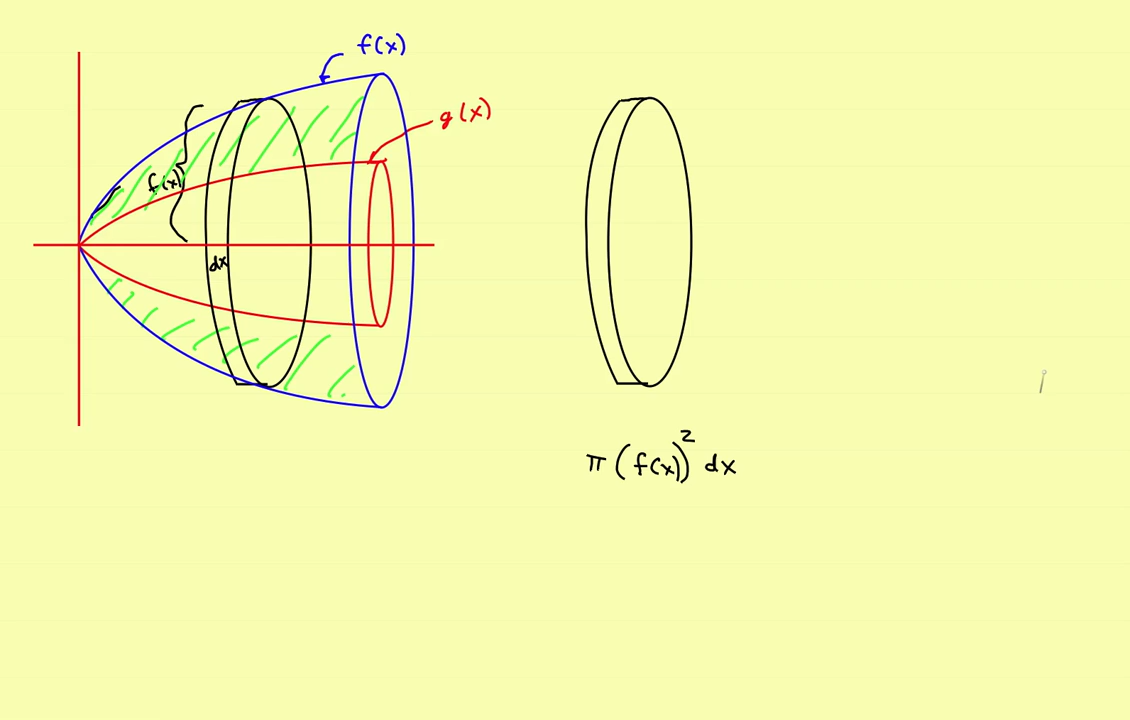 f(x)
g(x)
f(x)
dx
π(f(x))² dx